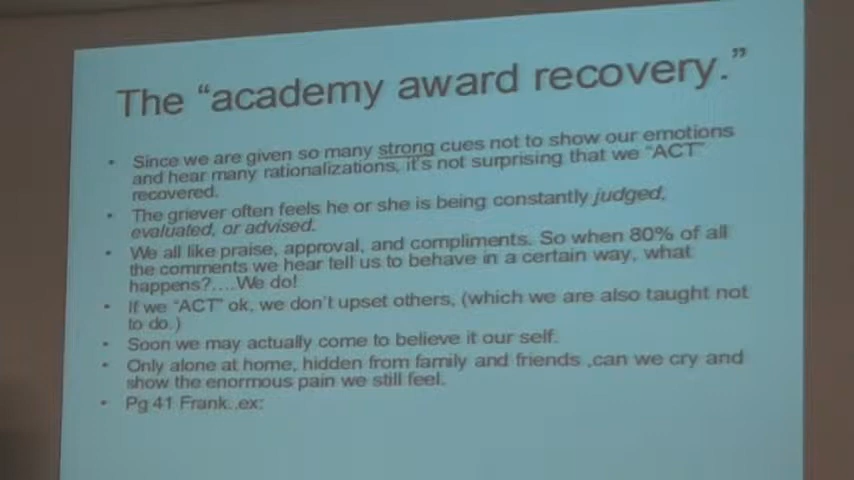 The “academy award recovery.”
• Since we are given so many strong cues not to show our emotions
and hear many rationalizations, it's not surprising that we “ACT”
recovered.
• The griever often feels he or she is being constantly judged,
evaluated, or advised.
• We all like praise, approval, and compliments. So when 80% of all
the comments we hear tell us to behave in a certain way, what
happens?....We do!
• If we “ACT” ok, we don't upset others, (which we are also taught not
to do.)
• Soon we may actually come to believe it our self.
• Only alone at home, hidden from family and friends ,can we cry and
show the enormous pain we still feel.
• Pg 41 Frank..ex: